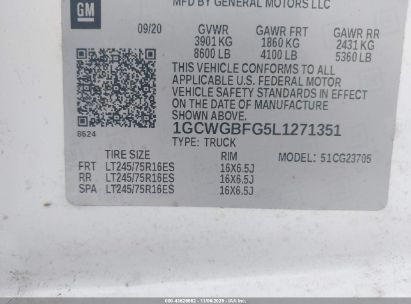 GM
MFD BY GENERAL MOTORS LLC
09/20 GVWR GAWR FRT GAWR RR
3901 KG 1860 KG 2431 KG
8600 LB 4100 LB 5360 LB
THIS VEHICLE CONFORMS TO ALL
APPLICABLE U.S. FEDERAL MOTOR
VEHICLE SAFETY STANDARDS IN EFFECT
ON THE DATE OF MANUFACTURE SHOWN ABOVE.
8624 1GCWGBFG5L1271351
TYPE: TRUCK
TIRE SIZE RIM MODEL: 51CG23705
FRT LT245/75R16ES 16X6.5J
RR LT245/75R16ES 16X6.5J
SPA LT245/75R16ES 16X6.5J